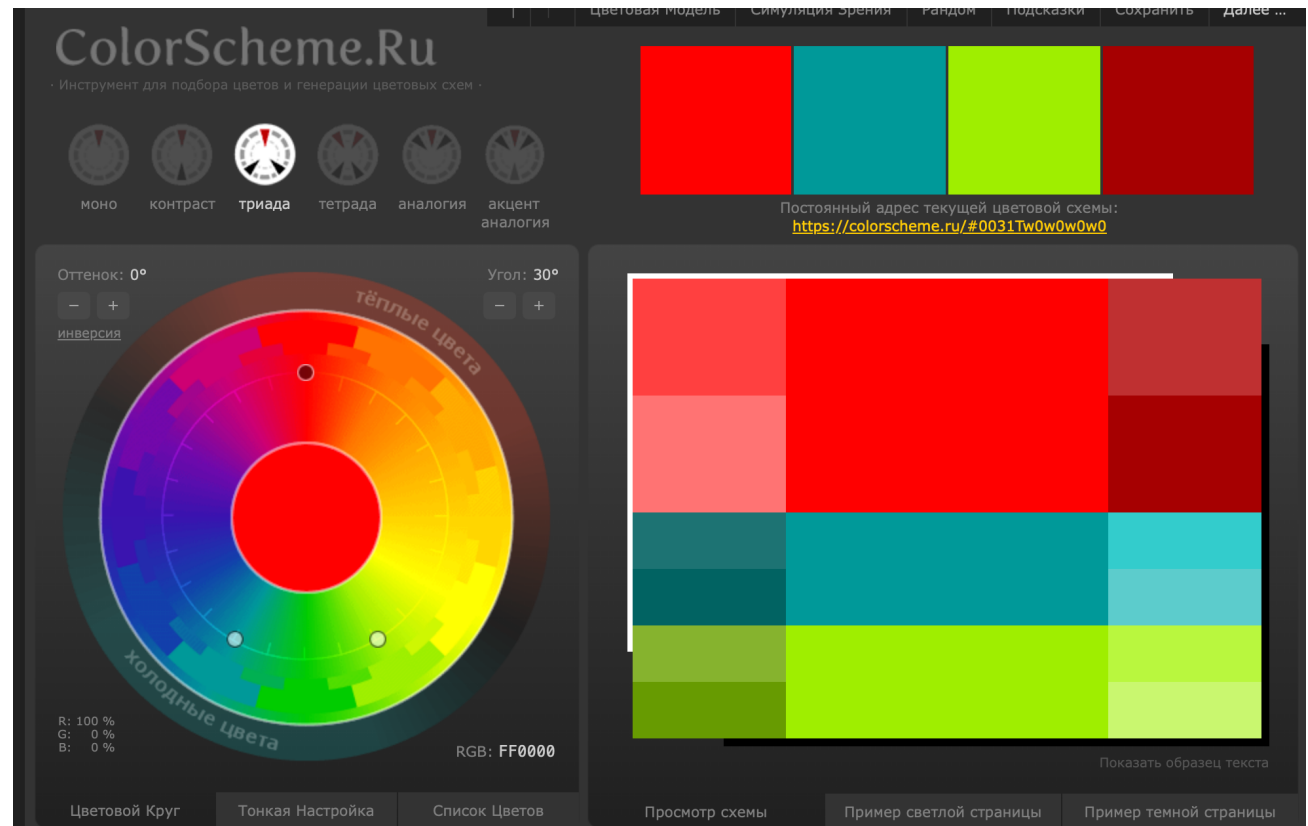 Цветовая Модель Симуляция Зрения Рандом Подсказки Сохранить Далее ...
ColorScheme.Ru
· Инструмент для подбора цветов и генерации цветовых схем ·
моно контраст триада тетрада аналогия акцент
аналогия
Постоянный адрес текущей цветовой схемы:
https://colorscheme.ru/#0031Tw0w0w0w0
Оттенок: 0°
Угол: 30°
− +
− +
инверсия
тёплые цвета
холодные цвета
R: 100 %
G: 0 %
B: 0 %
RGB: FF0000
Показать образец текста
Цветовой Круг Тонкая Настройка Список Цветов
Просмотр схемы Пример светлой страницы Пример темной страницы